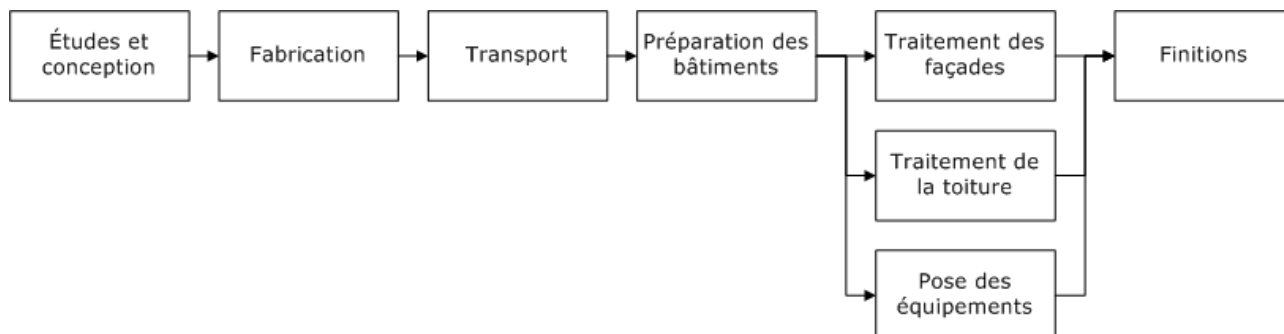 Études et
conception
Fabrication
Transport
Préparation des
bâtiments
Traitement des
façades
Finitions
Traitement de
la toiture
Pose des
équipements